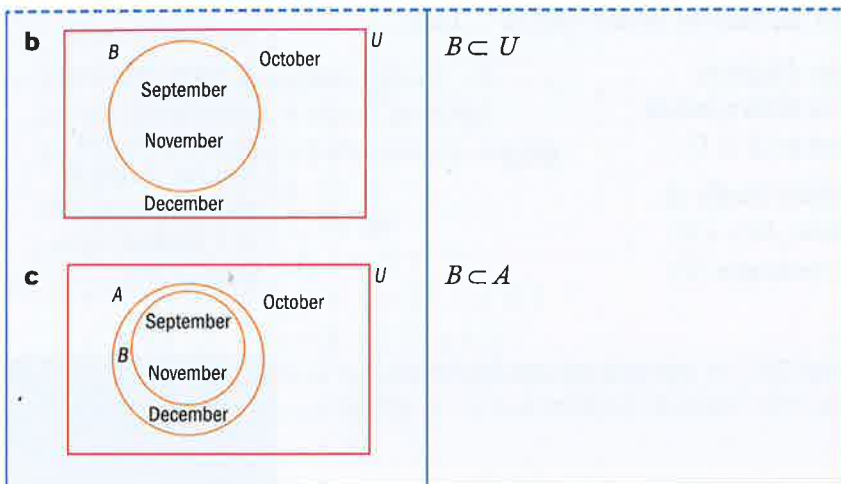 b
B
October
U
B ⊂ U
September
November
December
c
A
October
U
B ⊂ A
September
B
November
December